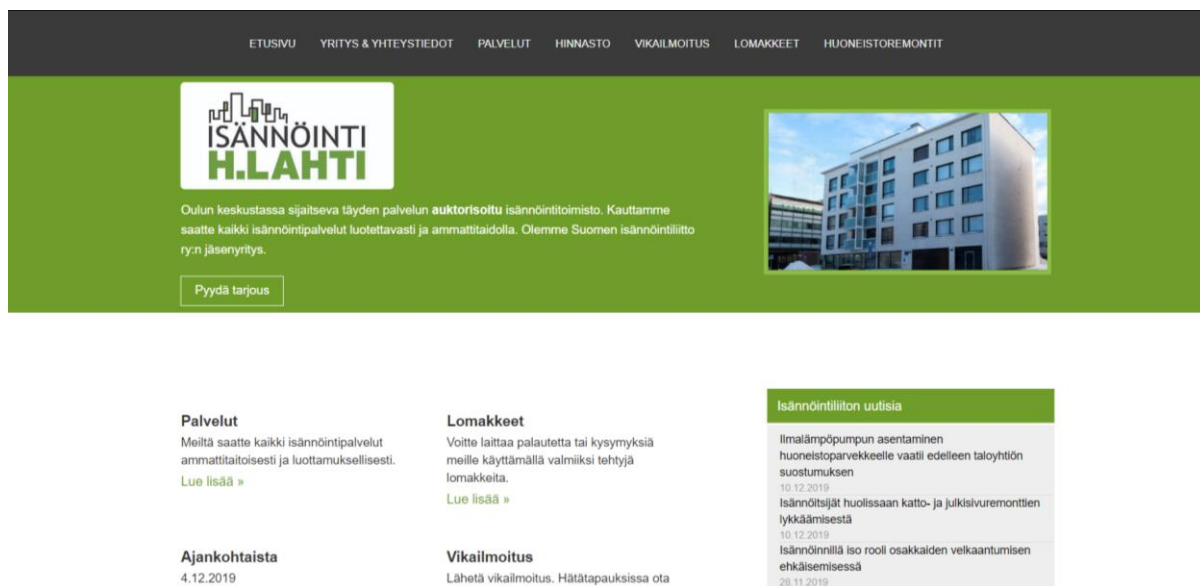 ETUSIVU YRITYS & YHTEYSTIEDOT PALVELUT HINNASTO VIKAILMOITUS LOMAKKEET HUONEISTOREMONTIT
ISÄNNÖINTI
H.LAHTI
Oulun keskustassa sijaitseva täyden palvelun auktorisoitu isännöintitoimisto. Kauttamme
saatte kaikki isännöintipalvelut luotettavasti ja ammattitaidolla. Olemme Suomen isännöintiliitto
ry:n jäsenyritys.
Pyydä tarjous
Palvelut
Meiltä saatte kaikki isännöintipalvelut
ammattitaitoisesti ja luottamuksellisesti.
Lue lisää »
Lomakkeet
Voitte laittaa palautetta tai kysymyksiä
meille käyttämällä valmiiksi tehtyjä
lomakkeita.
Lue lisää »
Ajankohtaista
4.12.2019
Vikailmoitus
Lähetä vikailmoitus. Hätätapauksissa ota
Isännöintiliiton uutisia
Ilmalämpöpumpun asentaminen
huoneistoparvekkeelle vaatii edelleen taloyhtiön
suostumuksen
10.12.2019
Isännöitsijät huolissaan katto- ja julkisivuremonttien
lykkäämisestä
10.12.2019
Isännöinnillä iso rooli osakkaiden velkaantumisen
ehkäisemisessä
28.11.2019